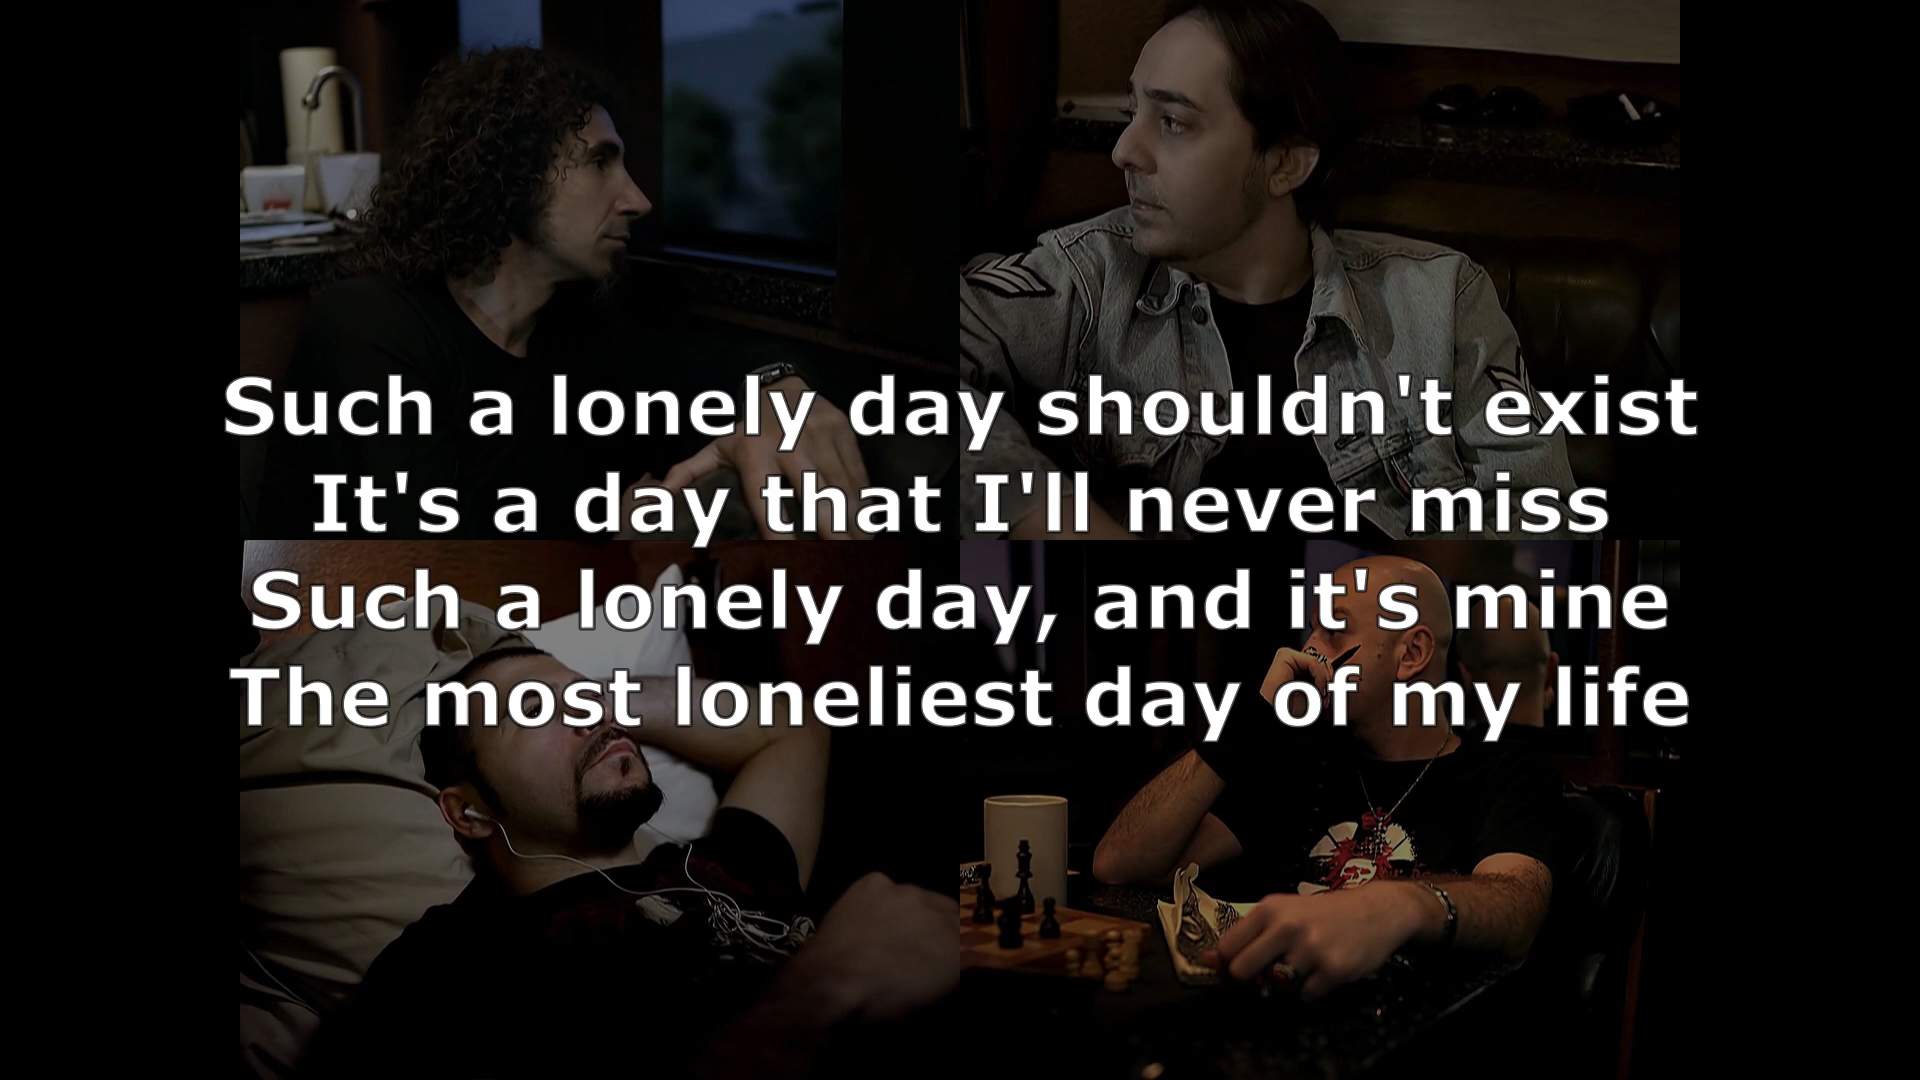 Such a lonely day shouldn't exist
It's a day that I'll never miss
Such a lonely day, and it's mine
The most loneliest day of my life